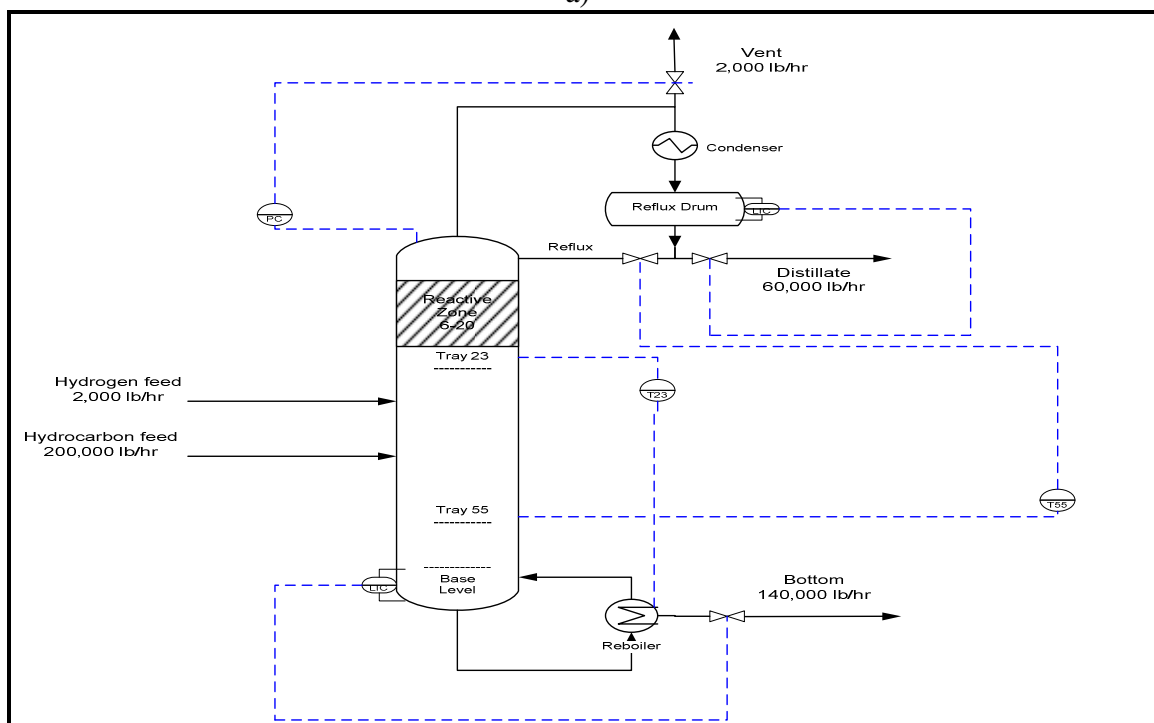 a)
Vent
2,000 lb/hr
Condenser
PC
Reflux Drum
LIC
Reflux
Distillate
60,000 lb/hr
Reactive
Zone
6-20
Tray 23
Hydrogen feed
2,000 lb/hr
T23
Hydrocarbon feed
200,000 lb/hr
Tray 55
T55
Base
Level
LIC
Bottom
140,000 lb/hr
Reboiler